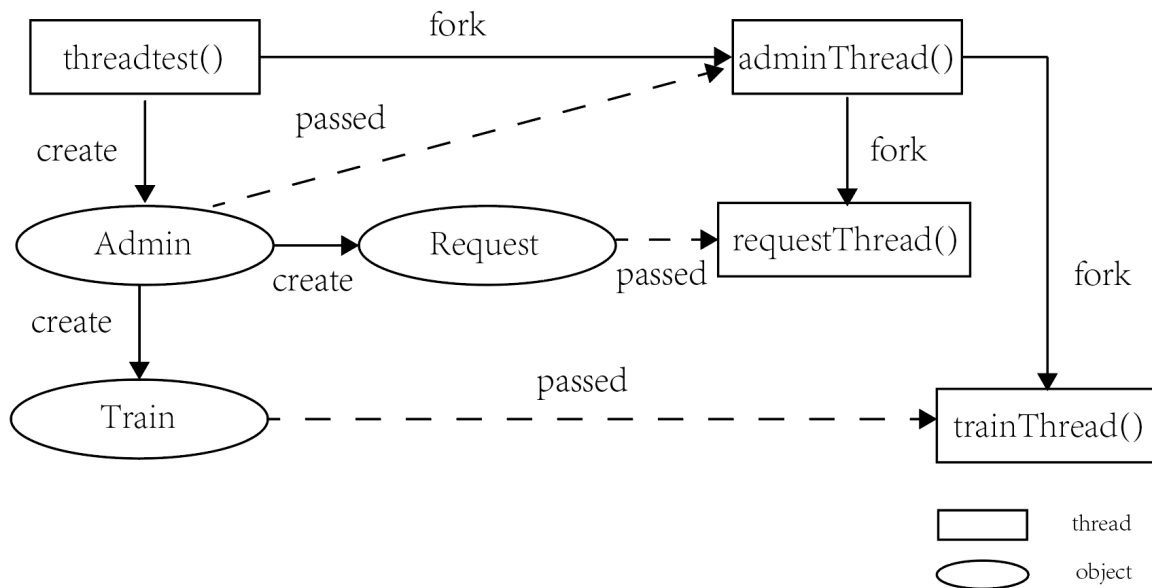 fork
threadtest()
adminThread()
passed
create
fork
Admin
Request
requestThread()
create
passed
fork
create
passed
Train
trainThread()
thread
object